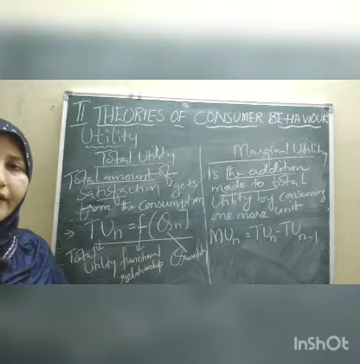 II THEORIES OF CONSUMER BEHAVIOUR
Utility
Total Utility
Total amount of
satisfaction gets
from the consumption
→ TUn = f(Qn)
Total Utility functional relationship Quantity
Marginal Utility
Is the addition
made to total
Utility by consuming
one more unit
MUn = TUn - TUn-1
InShOt